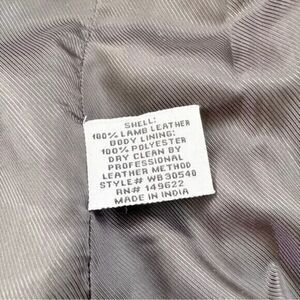 SHELL:
100% LAMB LEATHER
BODY LINING:
100% POLYESTER
DRY CLEAN BY
PROFESSIONAL
LEATHER METHOD
STYLE# WB30540
RN# 149622
MADE IN INDIA